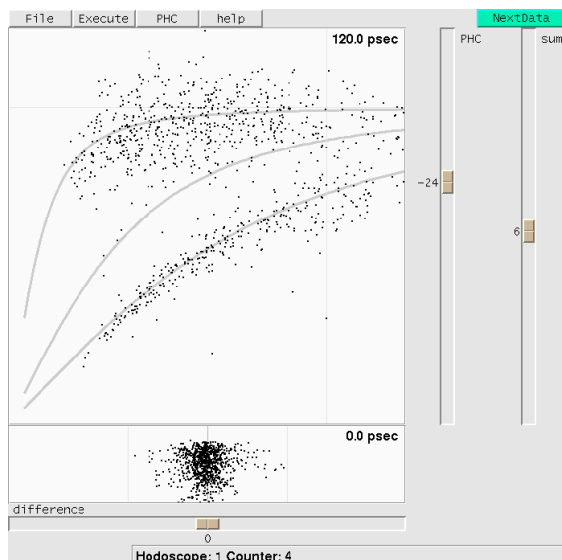 File Execute PHC help NextData
120.0 psec
PHC
sum
-24
6
0.0 psec
difference
0
Hodoscope: 1 Counter: 4